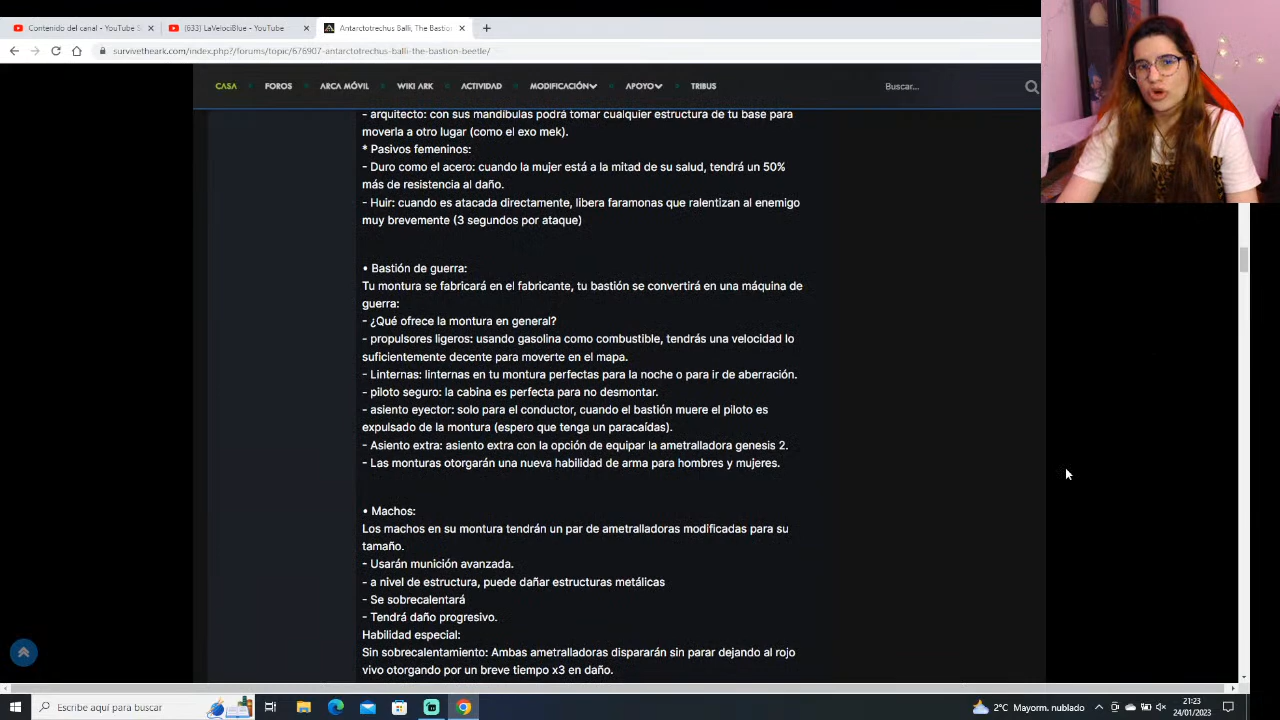 Contenido del canal - YouTube S
(633) LaVelociBlue - YouTube
Antarctotrechus Balli, The Bastio
survivetheark.com/index.php?/forums/topic/676907-antarctotrechus-balli-the-bastion-beetle/
CASA
FOROS
ARCA MÓVIL
WIKI ARK
ACTIVIDAD
MODIFICACIÓN
APOYO
TRIBUS
Buscar...
- arquitecto: con sus mandíbulas podrá tomar cualquier estructura de tu base para
moverla a otro lugar (como el exo mek).
* Pasivos femeninos:
- Duro como el acero: cuando la mujer está a la mitad de su salud, tendrá un 50%
más de resistencia al daño.
- Huir: cuando es atacada directamente, libera faramonas que ralentizan al enemigo
muy brevemente (3 segundos por ataque)
• Bastión de guerra:
Tu montura se fabricará en el fabricante, tu bastión se convertirá en una máquina de
guerra:
- ¿Qué ofrece la montura en general?
- propulsores ligeros: usando gasolina como combustible, tendrás una velocidad lo
suficientemente decente para moverte en el mapa.
- Linternas: linternas en tu montura perfectas para la noche o para ir de aberración.
- piloto seguro: la cabina es perfecta para no desmontar.
- asiento eyector: solo para el conductor, cuando el bastión muere el piloto es
expulsado de la montura (espero que tenga un paracaídas).
- Asiento extra: asiento extra con la opción de equipar la ametralladora genesis 2.
- Las monturas otorgarán una nueva habilidad de arma para hombres y mujeres.
• Machos:
Los machos en su montura tendrán un par de ametralladoras modificadas para su
tamaño.
- Usarán munición avanzada.
- a nivel de estructura, puede dañar estructuras metálicas
- Se sobrecalentará
- Tendrá daño progresivo.
Habilidad especial:
Sin sobrecalentamiento: Ambas ametralladoras dispararán sin parar dejando al rojo
vivo otorgando por un breve tiempo x3 en daño.
Escribe aquí para buscar
2°C Mayorm. nublado
21:23
24/01/2023